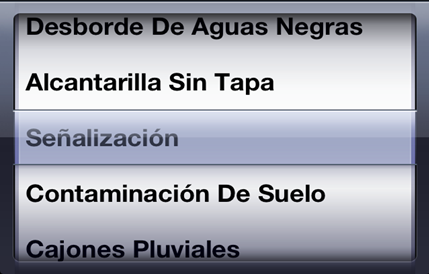 Desborde De Aguas Negras
Alcantarilla Sin Tapa
Señalización
Contaminación De Suelo
Cajones Pluviales